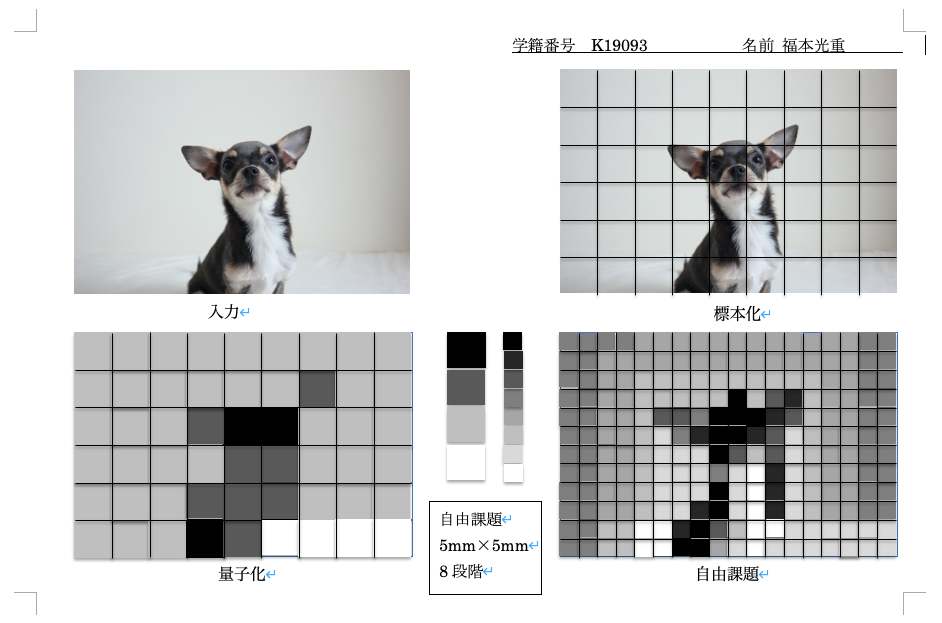 学籍番号 K19093 名前 福本光重
入力↵
標本化↵
自由課題↵
5mm×5mm↵
8 段階↵
量子化↵
自由課題↵